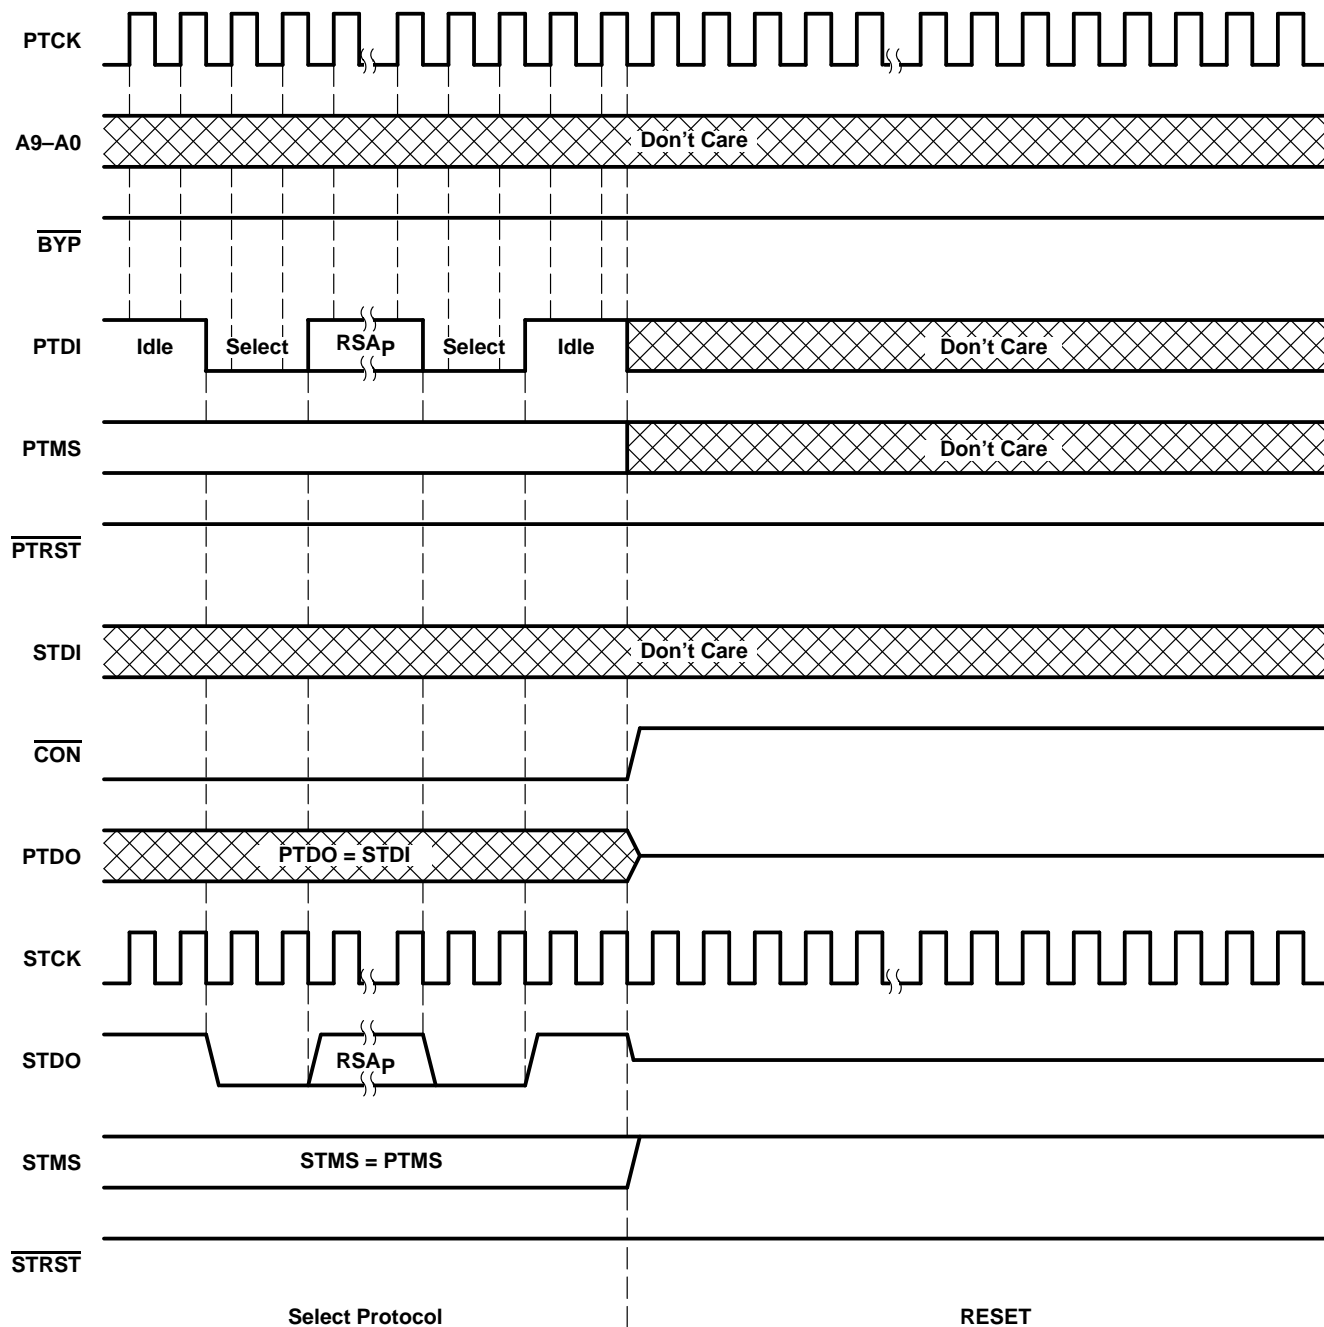 PTCK
A9–A0
Don't Care
BYP
PTDI
Idle
Select
RSAP
Select
Idle
Don't Care
PTMS
Don't Care
PTRST
STDI
Don't Care
CON
PTDO
PTDO = STDI
STCK
STDO
RSAP
STMS
STMS = PTMS
STRST
Select Protocol
RESET